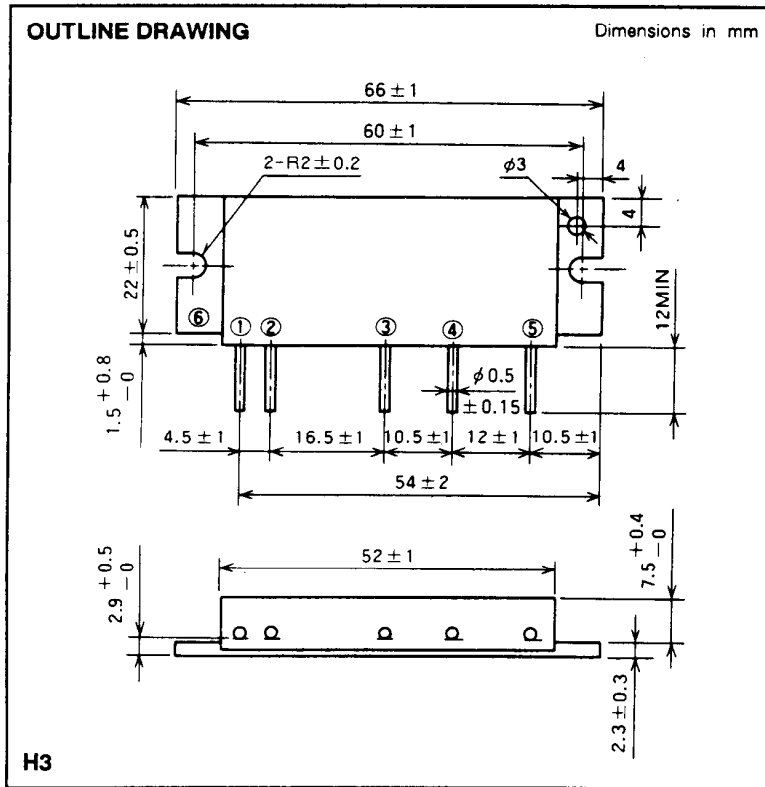 OUTLINE DRAWING
Dimensions in mm
66±1
60±1
2-R2±0.2
φ3
4
4
22±0.5
12MIN
⑥
①
②
③
④
⑤
φ0.5
±0.15
1.5 +0.8 -0
4.5±1
16.5±1
10.5±1
12±1
10.5±1
54±2
52±1
2.9 +0.5 -0
7.5 +0.4 -0
2.3±0.3
H3